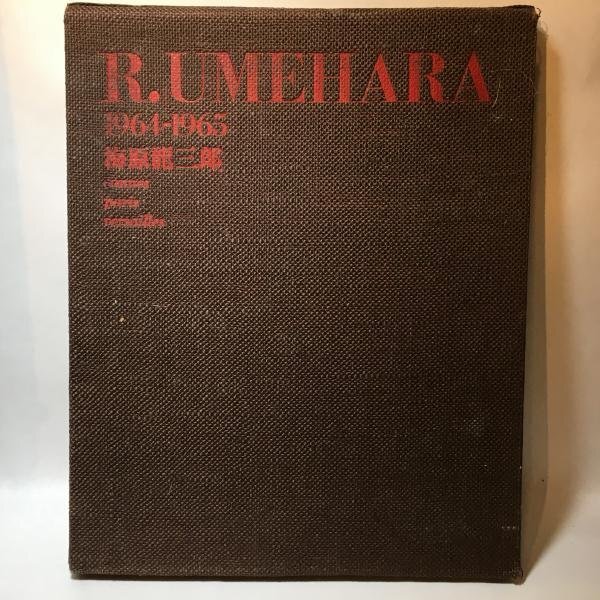 R.UMEHARA
1964-1965
梅原龍三郎
cannes
paris
versailles